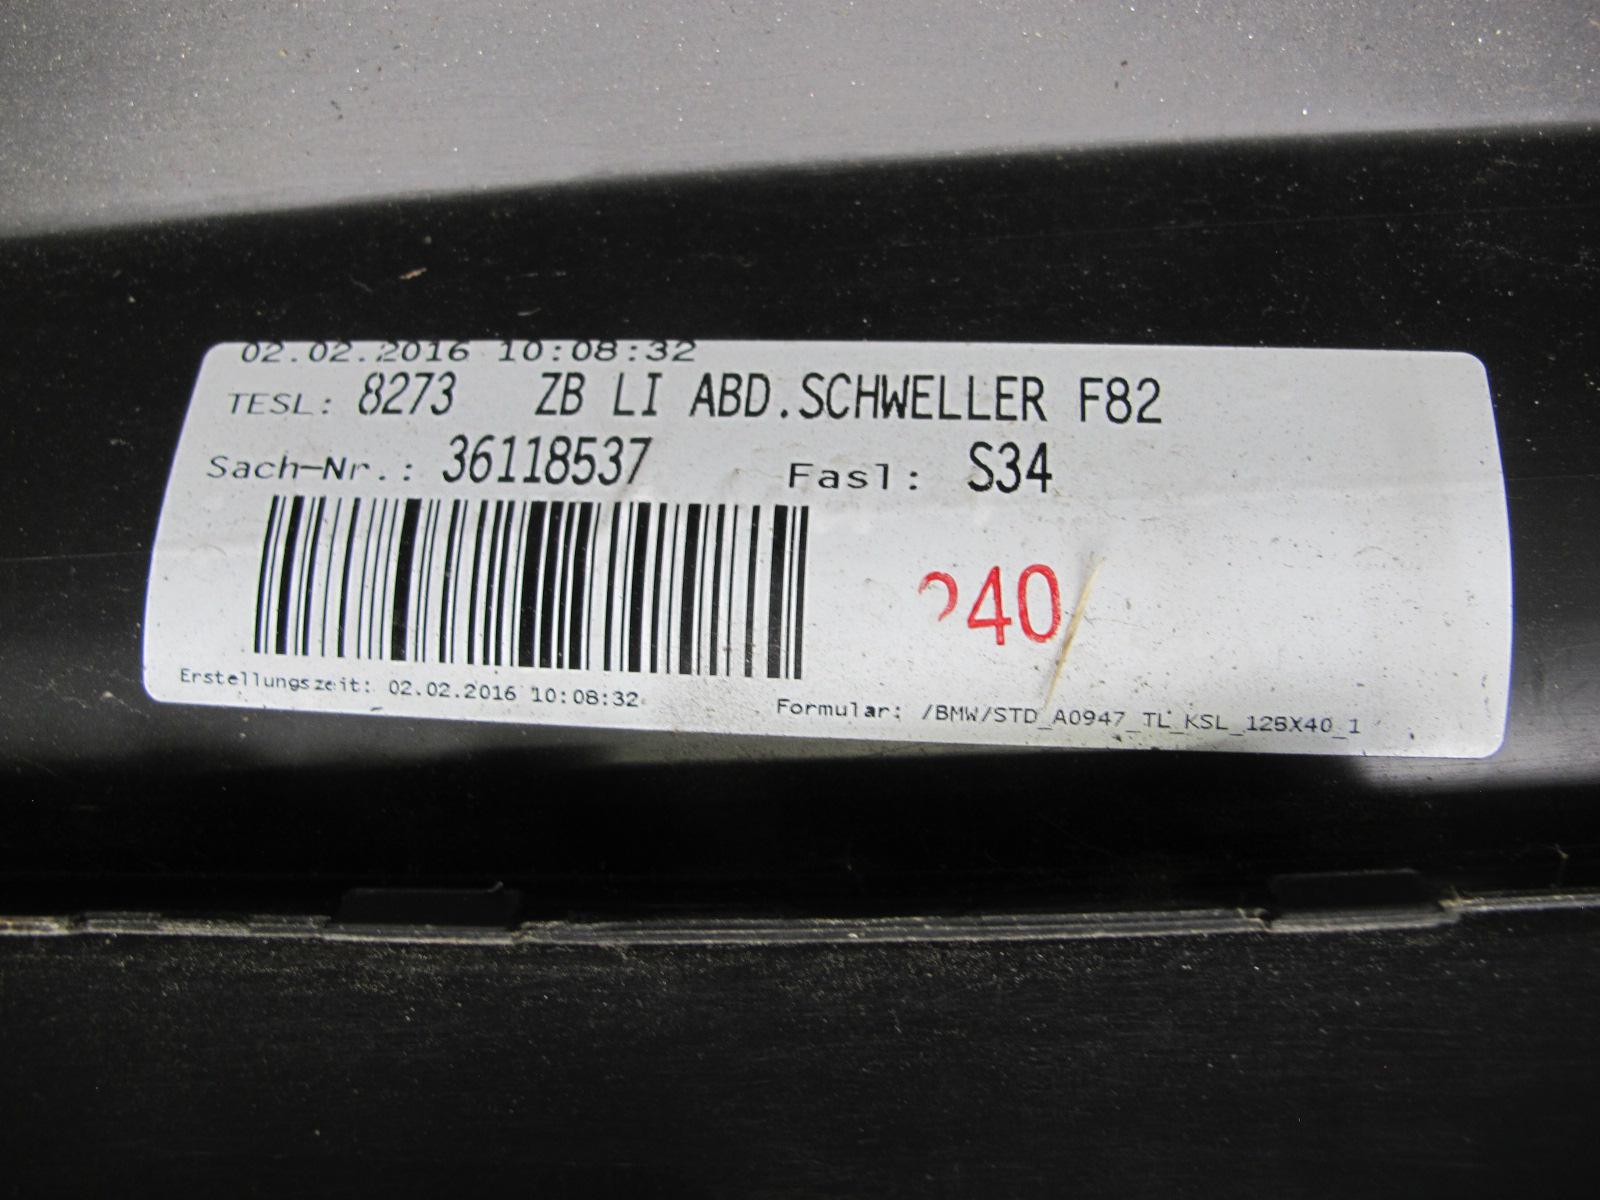 02.02.2016 10:08:32
TESL: 8273 ZB LI ABD.SCHWELLER F82
Sach-Nr.: 36118537 Fasl: S34
240
Erstellungszeit: 02.02.2016 10:08:32
Formular: /BMW/STD_A0947_TL_KSL_125X40_1